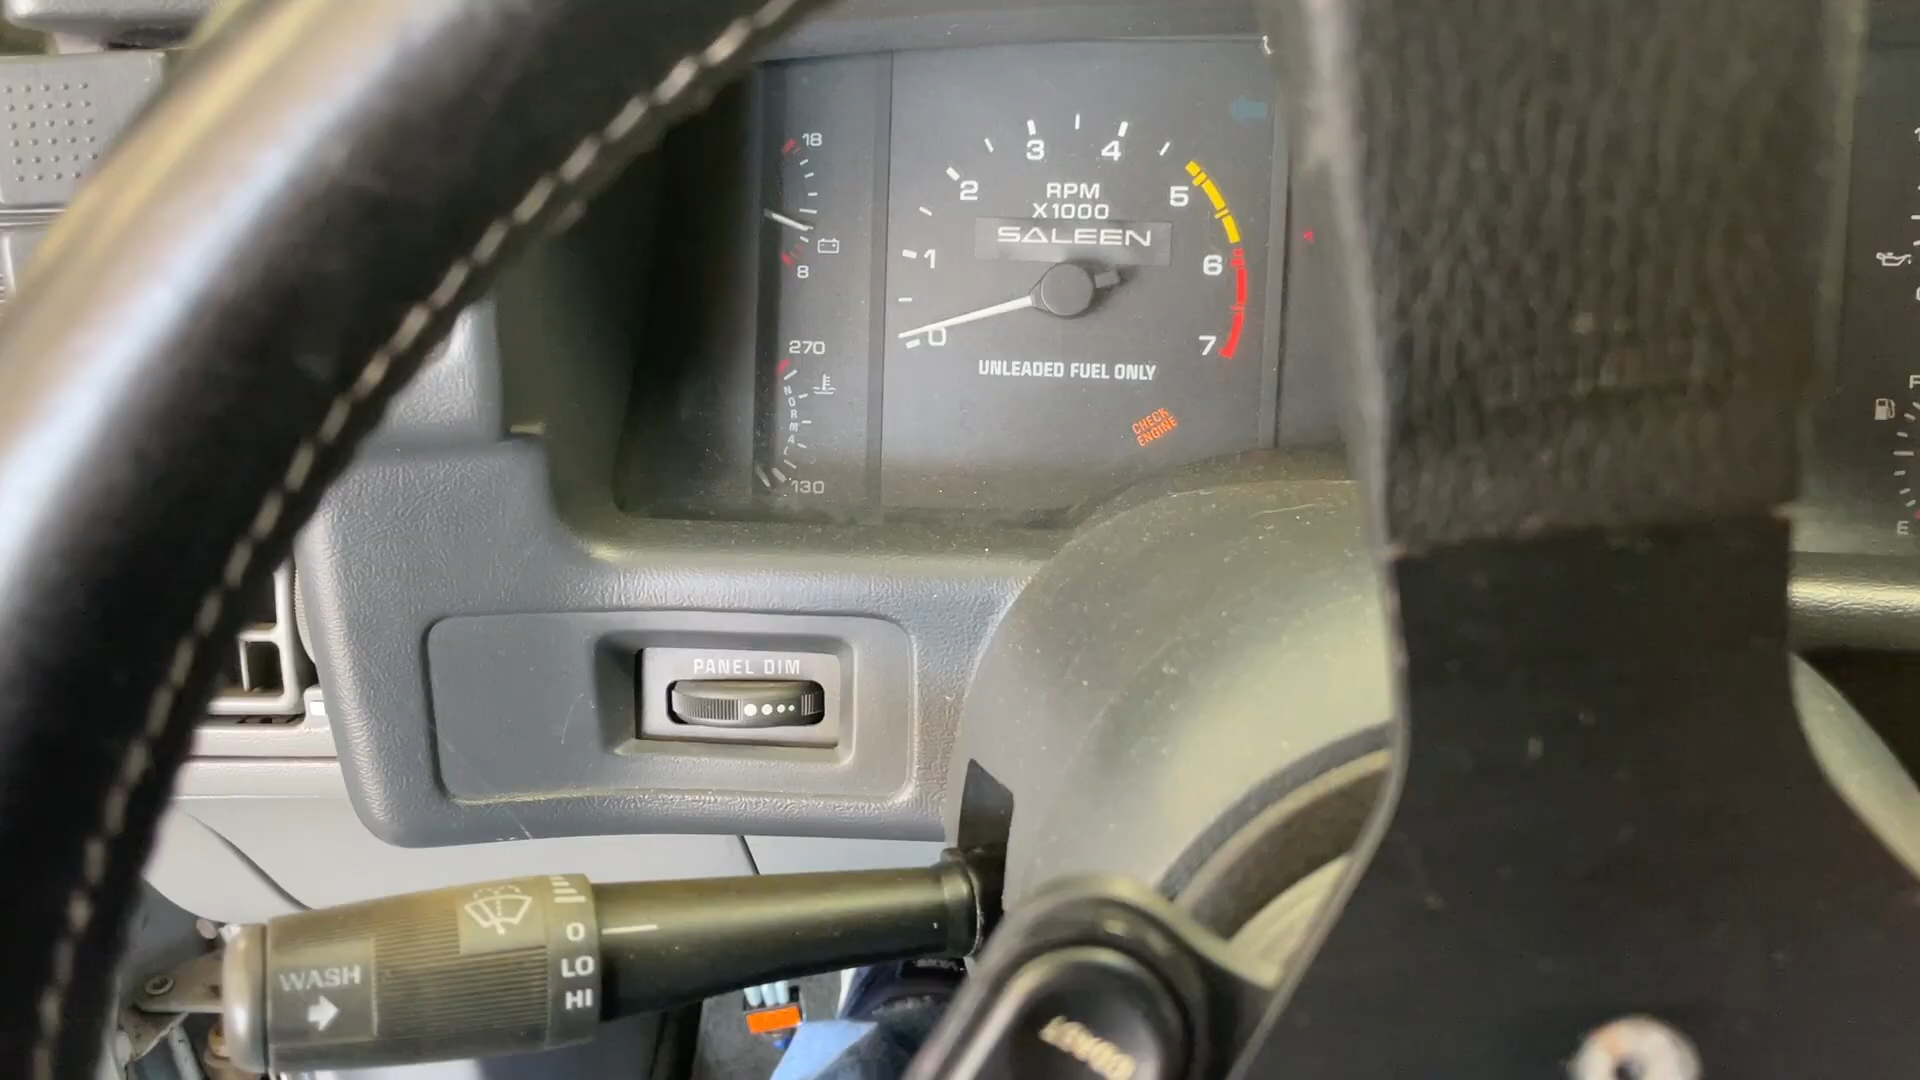 18
8
270
NORMAL
130
3
4
2
5
RPM
X1000
SALEEN
1
6
0
7
UNLEADED FUEL ONLY
CHECK
ENGINE
F
E
PANEL DIM
O
LO
HI
WASH